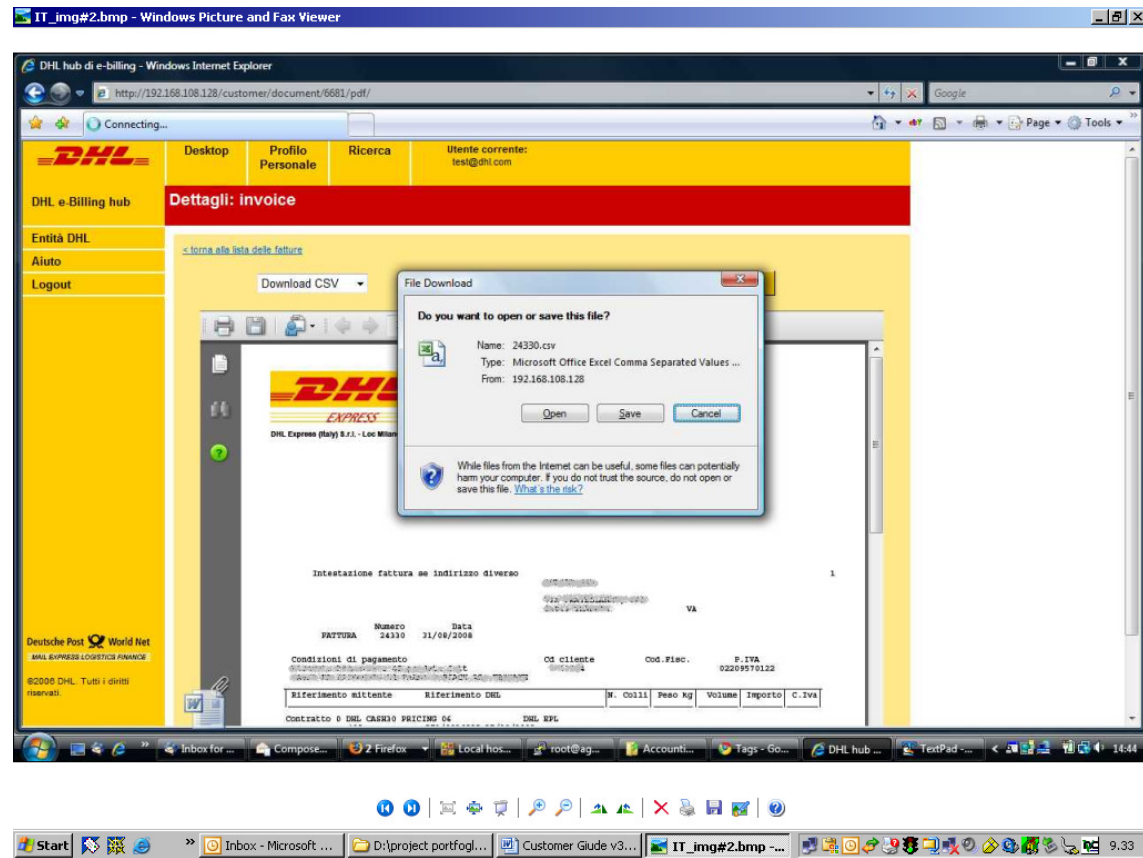 IT_img#2.bmp - Windows Picture and Fax Viewer
DHL hub di e-billing - Windows Internet Explorer
http://192.168.108.128/customer/document/6681/pdf/
Google
Connecting...
Page
Tools
DHL
Desktop
Profilo Personale
Ricerca
Utente corrente:
test@dhl.com
DHL e-Billing hub
Dettagli: invoice
Entità DHL
Aiuto
Logout
< torna alla lista delle fatture
Download CSV
File Download
Do you want to open or save this file?
Name: 24330.csv
Type: Microsoft Office Excel Comma Separated Values ...
From: 192.168.108.128
Open Save Cancel
While files from the Internet can be useful, some files can potentially
harm your computer. If you do not trust the source, do not open or
save this file. What's the risk?
DHL
EXPRESS
DHL Express (Italy) S.r.l. - Loc Milan
Intestazione fattura se indirizzo diverso
1
VA
Numero Data
FATTURA 24330 31/08/2008
Condizioni di pagamento Cd cliente Cod.Fisc. P.IVA
02209570122
Riferimento mittente Riferimento DHL N. Colli Peso Kg Volume Importo C.Iva
Contratto 0 DHL CASH30 PRICING 06 DHL EPL
Deutsche Post World Net
MAIL EXPRESS LOGISTICS FINANCE
©2006 DHL. Tutti i diritti
riservati.
Inbox for ...
Compose...
2 Firefox
Local hos...
root@ag...
Accounti...
Tags - Go...
DHL hub ...
TextPad -...
14:44
Start
Inbox - Microsoft ...
D:\project portfogl...
Customer Giude v3...
IT_img#2.bmp -...
9.33